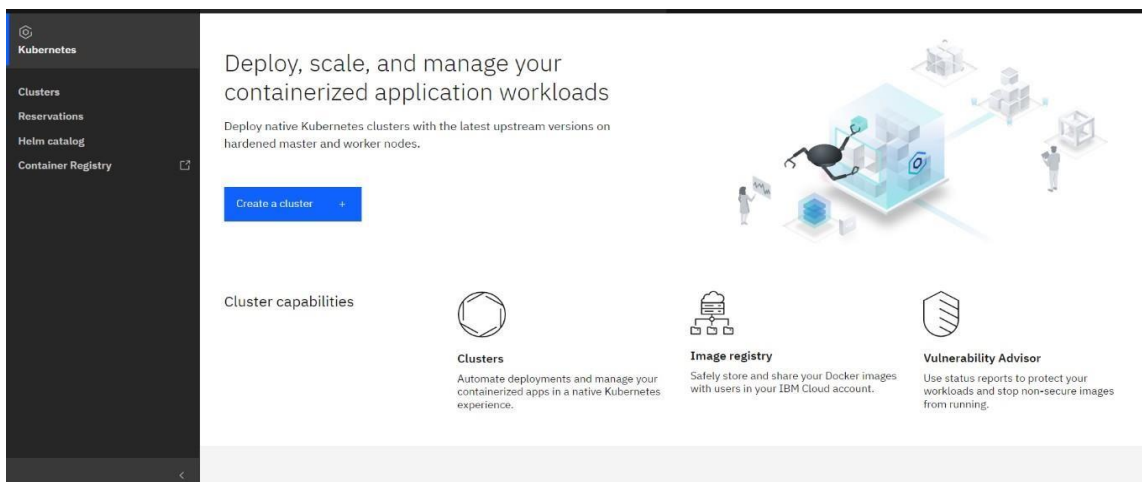 Kubernetes
Clusters
Reservations
Helm catalog
Container Registry
Deploy, scale, and manage your
containerized application workloads
Deploy native Kubernetes clusters with the latest upstream versions on
hardened master and worker nodes.
Create a cluster +
Cluster capabilities
Clusters
Automate deployments and manage your
containerized apps in a native Kubernetes
experience.
Image registry
Safely store and share your Docker images
with users in your IBM Cloud account.
Vulnerability Advisor
Use status reports to protect your
workloads and stop non-secure images
from running.